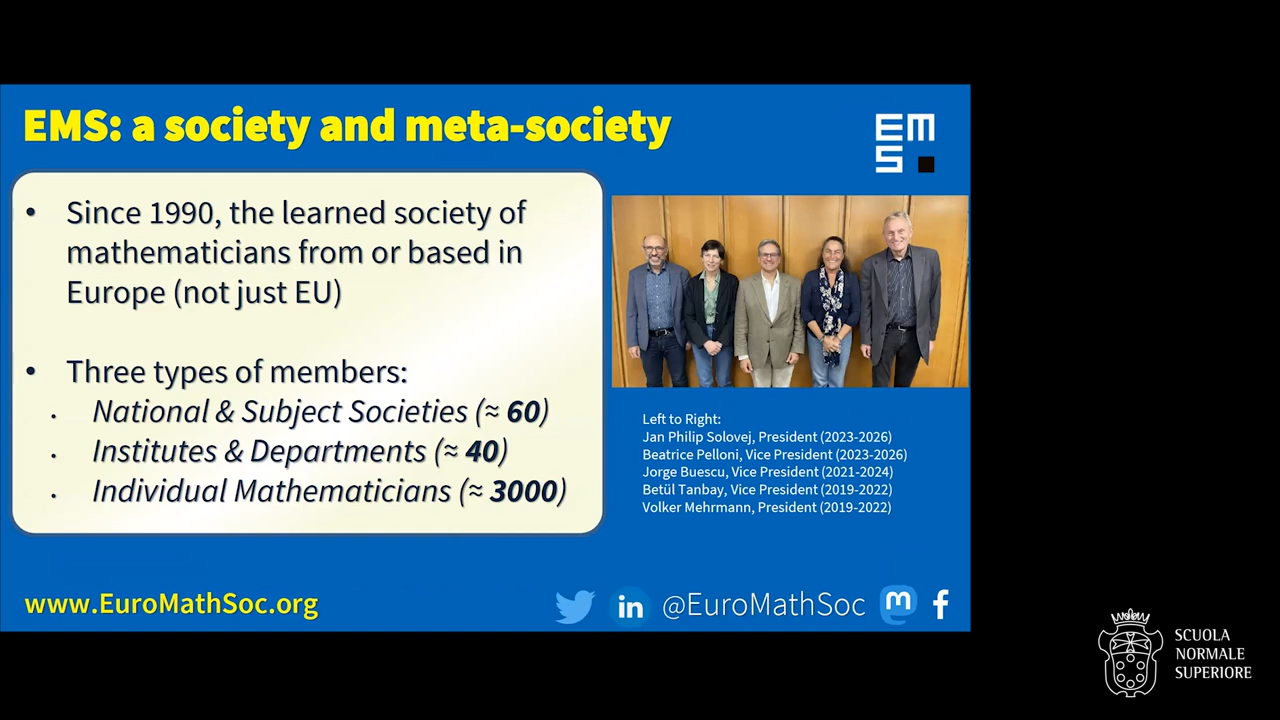 EMS: a society and meta-society
EMS
• Since 1990, the learned society of
mathematicians from or based in
Europe (not just EU)
• Three types of members:
· National & Subject Societies (≈ 60)
· Institutes & Departments (≈ 40)
· Individual Mathematicians (≈ 3000)
Left to Right:
Jan Philip Solovej, President (2023-2026)
Beatrice Pelloni, Vice President (2023-2026)
Jorge Buescu, Vice President (2021-2024)
Betül Tanbay, Vice President (2019-2022)
Volker Mehrmann, President (2019-2022)
www.EuroMathSoc.org
in @EuroMathSoc m f
SCUOLA
NORMALE
SUPERIORE